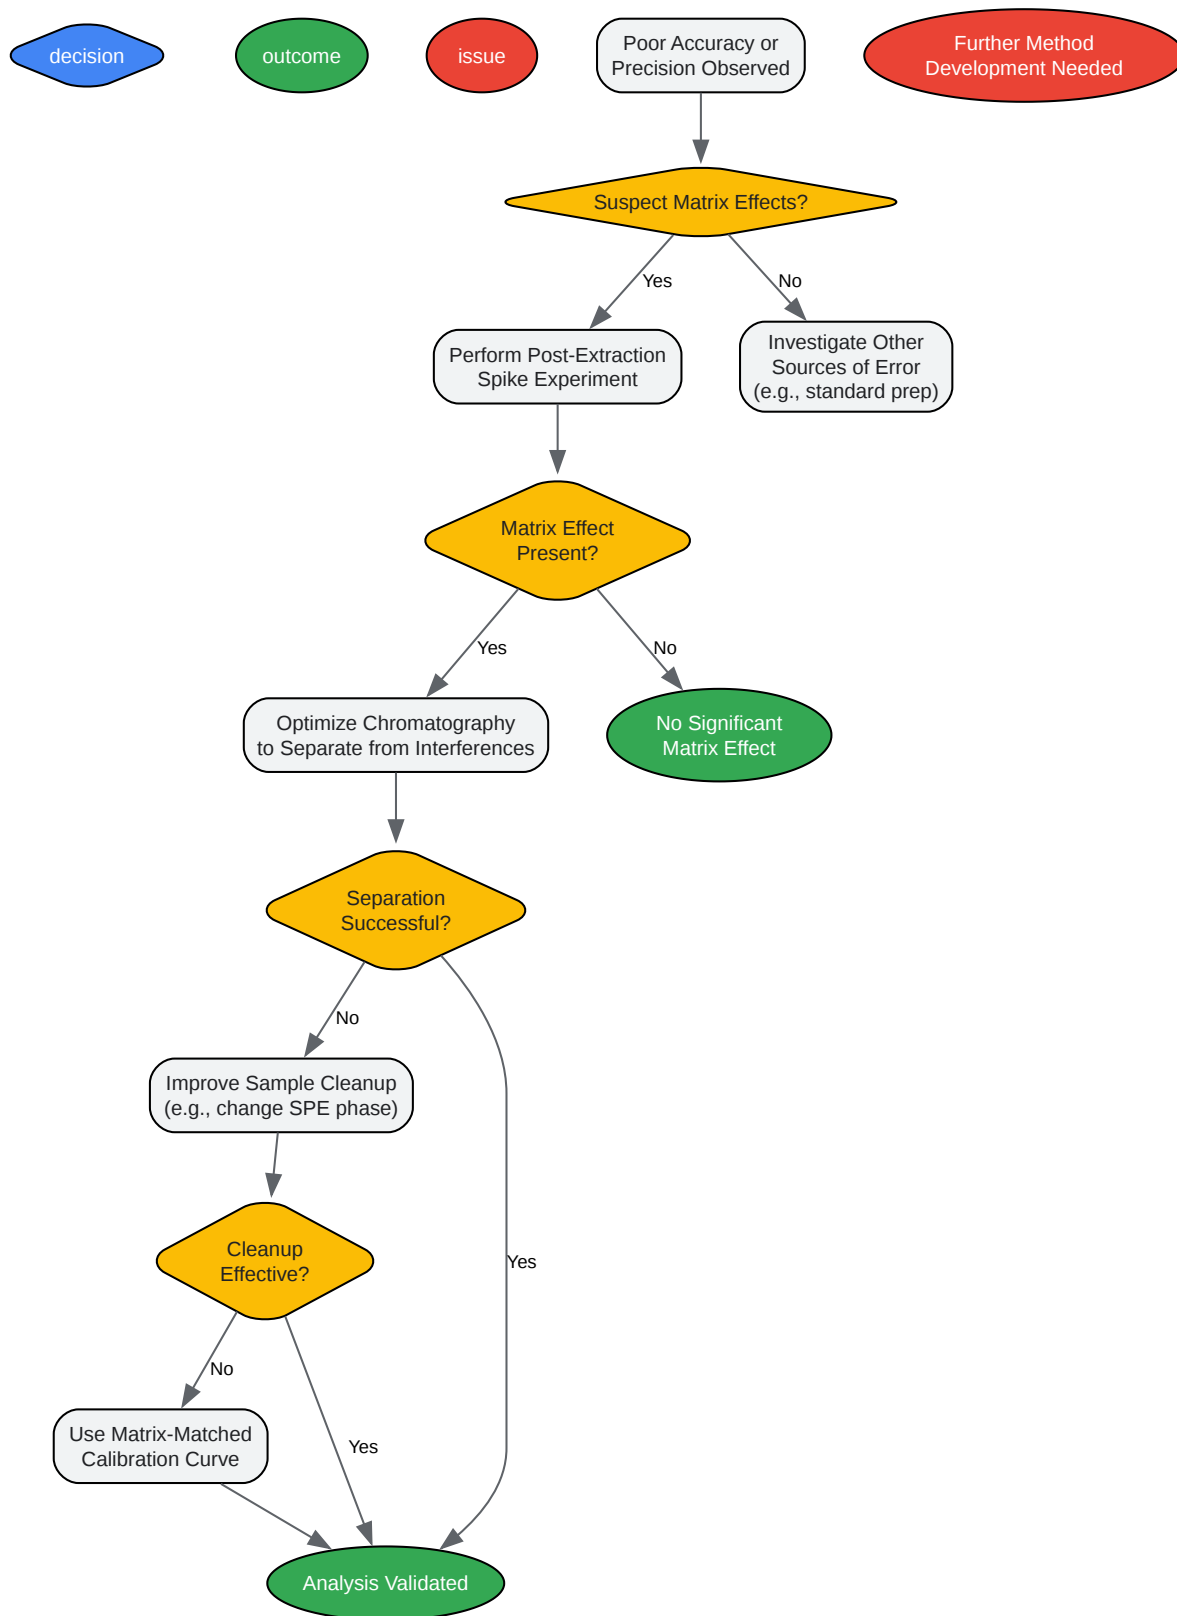 decision
outcome
issue
Poor Accuracy or
Precision Observed
Further Method
Development Needed
Suspect Matrix Effects?
Yes
No
Perform Post-Extraction
Spike Experiment
Investigate Other
Sources of Error
(e.g., standard prep)
Matrix Effect
Present?
Yes
No
Optimize Chromatography
to Separate from Interferences
No Significant
Matrix Effect
Separation
Successful?
No
Improve Sample Cleanup
(e.g., change SPE phase)
Cleanup
Effective?
Yes
No
Use Matrix-Matched
Calibration Curve
Yes
Analysis Validated